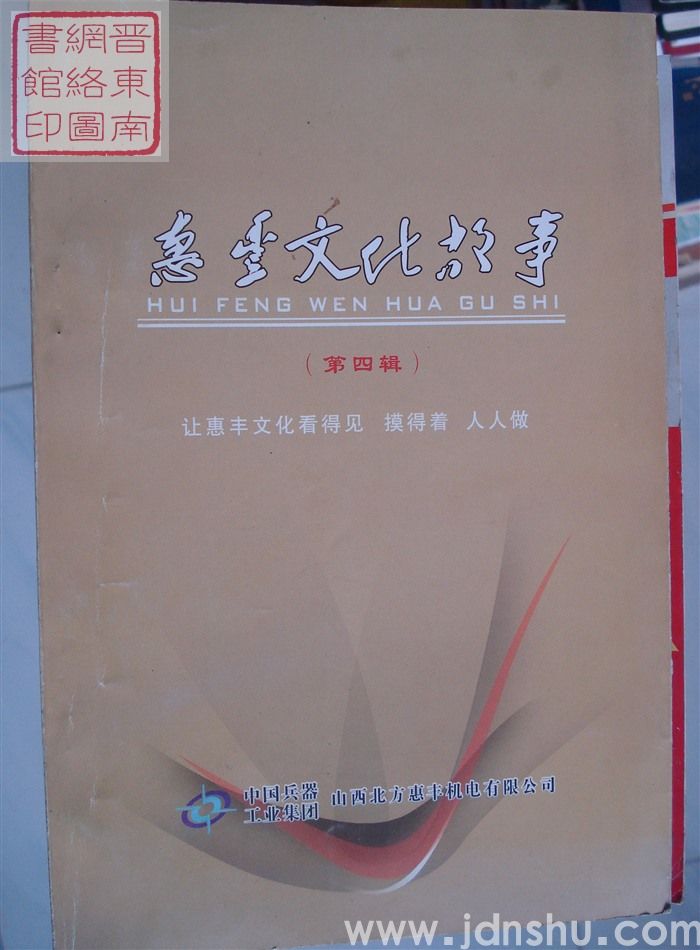 晋東南
網絡圖
書館印
惠丰文化故事
HUI FENG WEN HUA GU SHI
（第四辑）
让惠丰文化看得见 摸得着 人人做
中国兵器
工业集团
山西北方惠丰机电有限公司
www.jdnshu.com